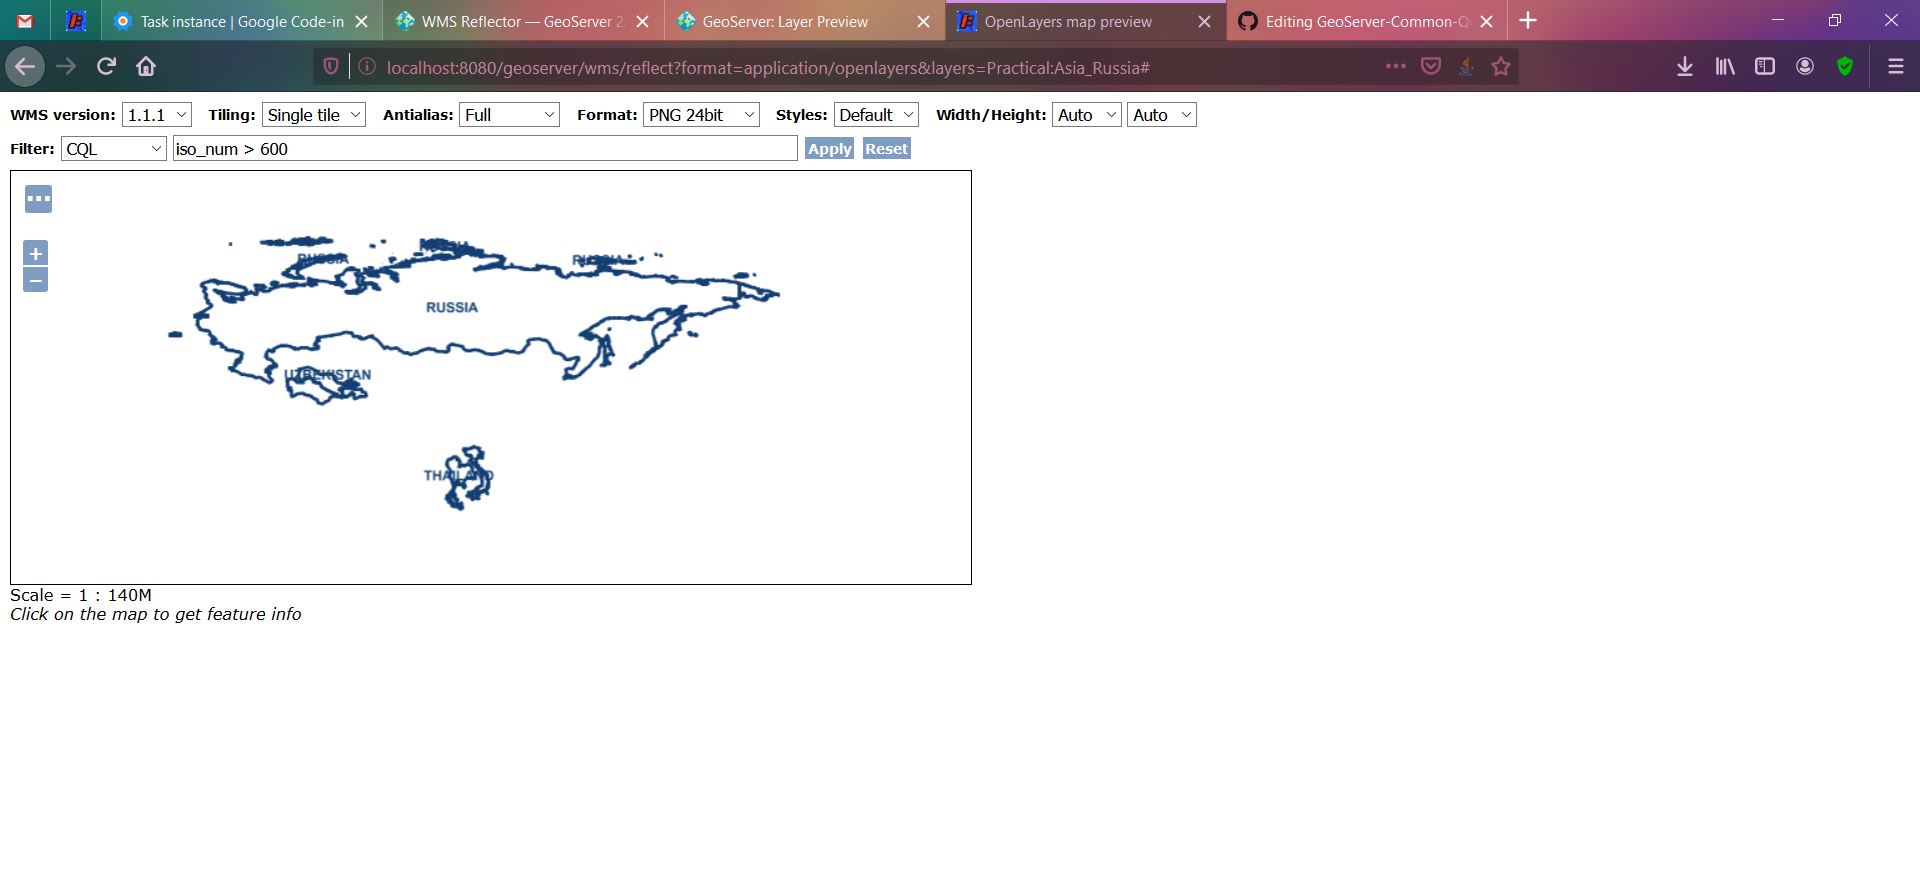 Task instance | Google Code-in
WMS Reflector — GeoServer 2.
GeoServer: Layer Preview
OpenLayers map preview
Editing GeoServer-Common-Q
localhost:8080/geoserver/wms/reflect?format=application/openlayers&layers=Practical:Asia_Russia#
WMS version: 1.1.1 Tiling: Single tile Antialias: Full Format: PNG 24bit Styles: Default Width/Height: Auto Auto
Filter: CQL iso_num > 600 Apply Reset
...
+
−
RUSSIA
RUSSIA
RUSSIA
RUSSIA
UZBEKISTAN
THAILAND
Scale = 1 : 140M
Click on the map to get feature info